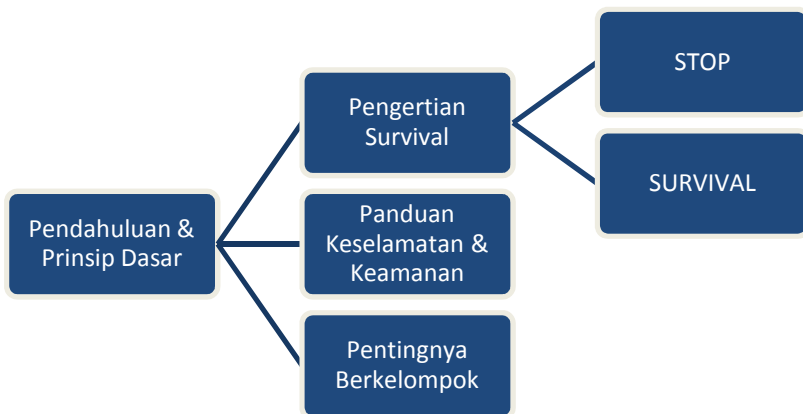 Pendahuluan &
Prinsip Dasar
Pengertian
Survival
STOP
SURVIVAL
Panduan
Keselamatan &
Keamanan
Pentingnya
Berkelompok